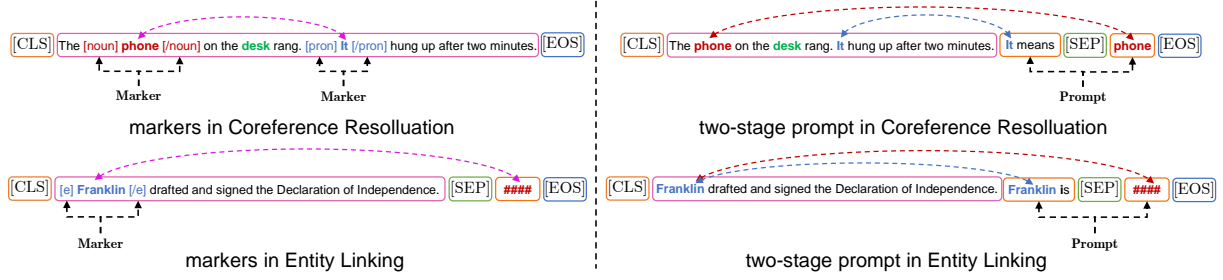 [CLS] The [noun] phone [/noun] on the desk rang. [pron] It [/pron] hung up after two minutes. [EOS]
Marker Marker
markers in Coreference Resolluation
[CLS] [e] Franklin [/e] drafted and signed the Declaration of Independence. [SEP] #### [EOS]
Marker
markers in Entity Linking
[CLS] The phone on the desk rang. It hung up after two minutes. It means [SEP] phone [EOS]
Prompt
two-stage prompt in Coreference Resolluation
[CLS] Franklin drafted and signed the Declaration of Independence. Franklin is [SEP] #### [EOS]
Prompt
two-stage prompt in Entity Linking